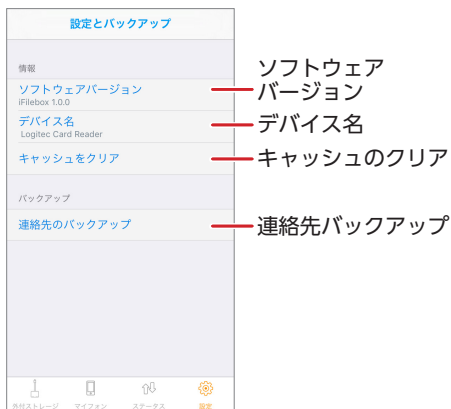 設定とバックアップ
情報
ソフトウェアバージョン
iFilebox 1.0.0
デバイス名
Logitec Card Reader
キャッシュをクリア
バックアップ
連絡先のバックアップ
外付ストレージ
マイフォン
ステータス
設定
ソフトウェア
バージョン
デバイス名
キャッシュのクリア
連絡先バックアップ